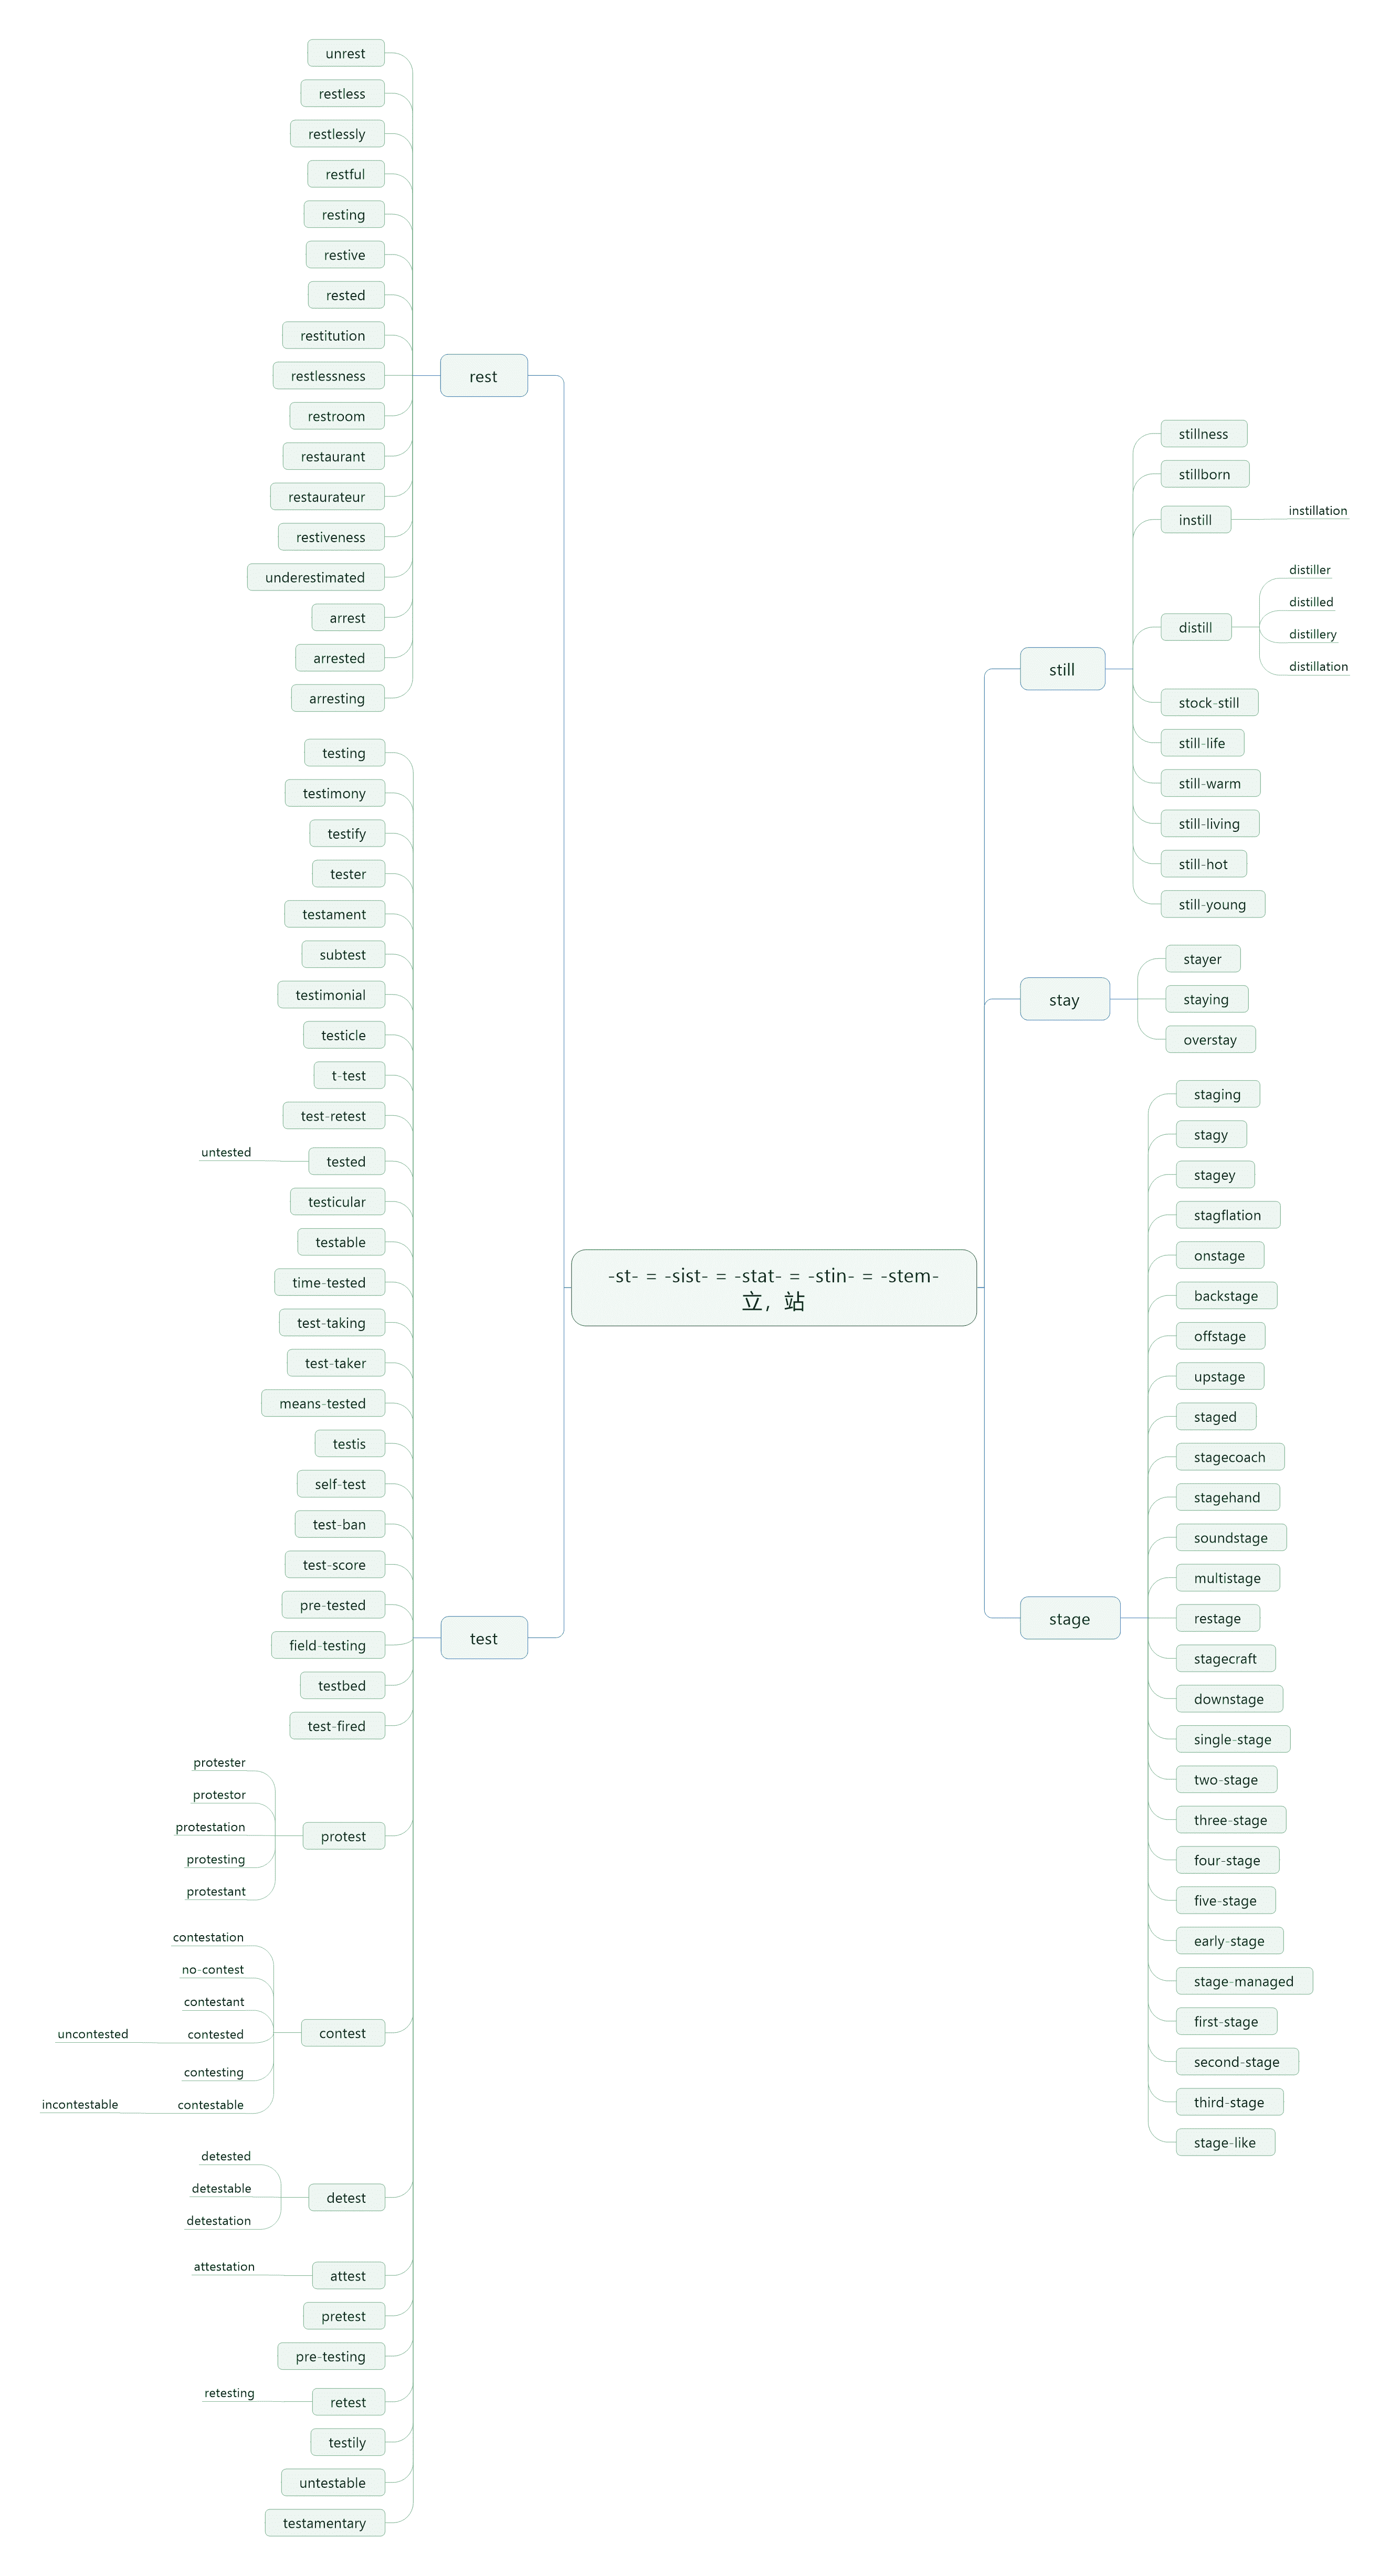 -st- = -sist- = -stat- = -stin- = -stem-
立，站
still
stillness
stillborn
instill
instillation
distill
distiller
distilled
distillery
distillation
stock-still
still-life
still-warm
still-living
still-hot
still-young
stay
stayer
staying
overstay
stage
staging
stagy
stagey
stagflation
onstage
backstage
offstage
upstage
staged
stagecoach
stagehand
soundstage
multistage
restage
stagecraft
downstage
single-stage
two-stage
three-stage
four-stage
five-stage
early-stage
stage-managed
first-stage
second-stage
third-stage
stage-like
rest
unrest
restless
restlessly
restful
resting
restive
rested
restitution
restlessness
restroom
restaurant
restaurateur
restiveness
underestimated
arrest
arrested
arresting
test
testing
testimony
testify
tester
testament
subtest
testimonial
testicle
t-test
test-retest
tested
untested
testicular
testable
time-tested
test-taking
test-taker
means-tested
testis
self-test
test-ban
test-score
pre-tested
field-testing
testbed
test-fired
protest
protester
protestor
protestation
protesting
protestant
contest
contestation
no-contest
contestant
contested
uncontested
contesting
contestable
incontestable
detest
detested
detestable
detestation
attest
attestation
pretest
pre-testing
retest
retesting
testily
untestable
testamentary